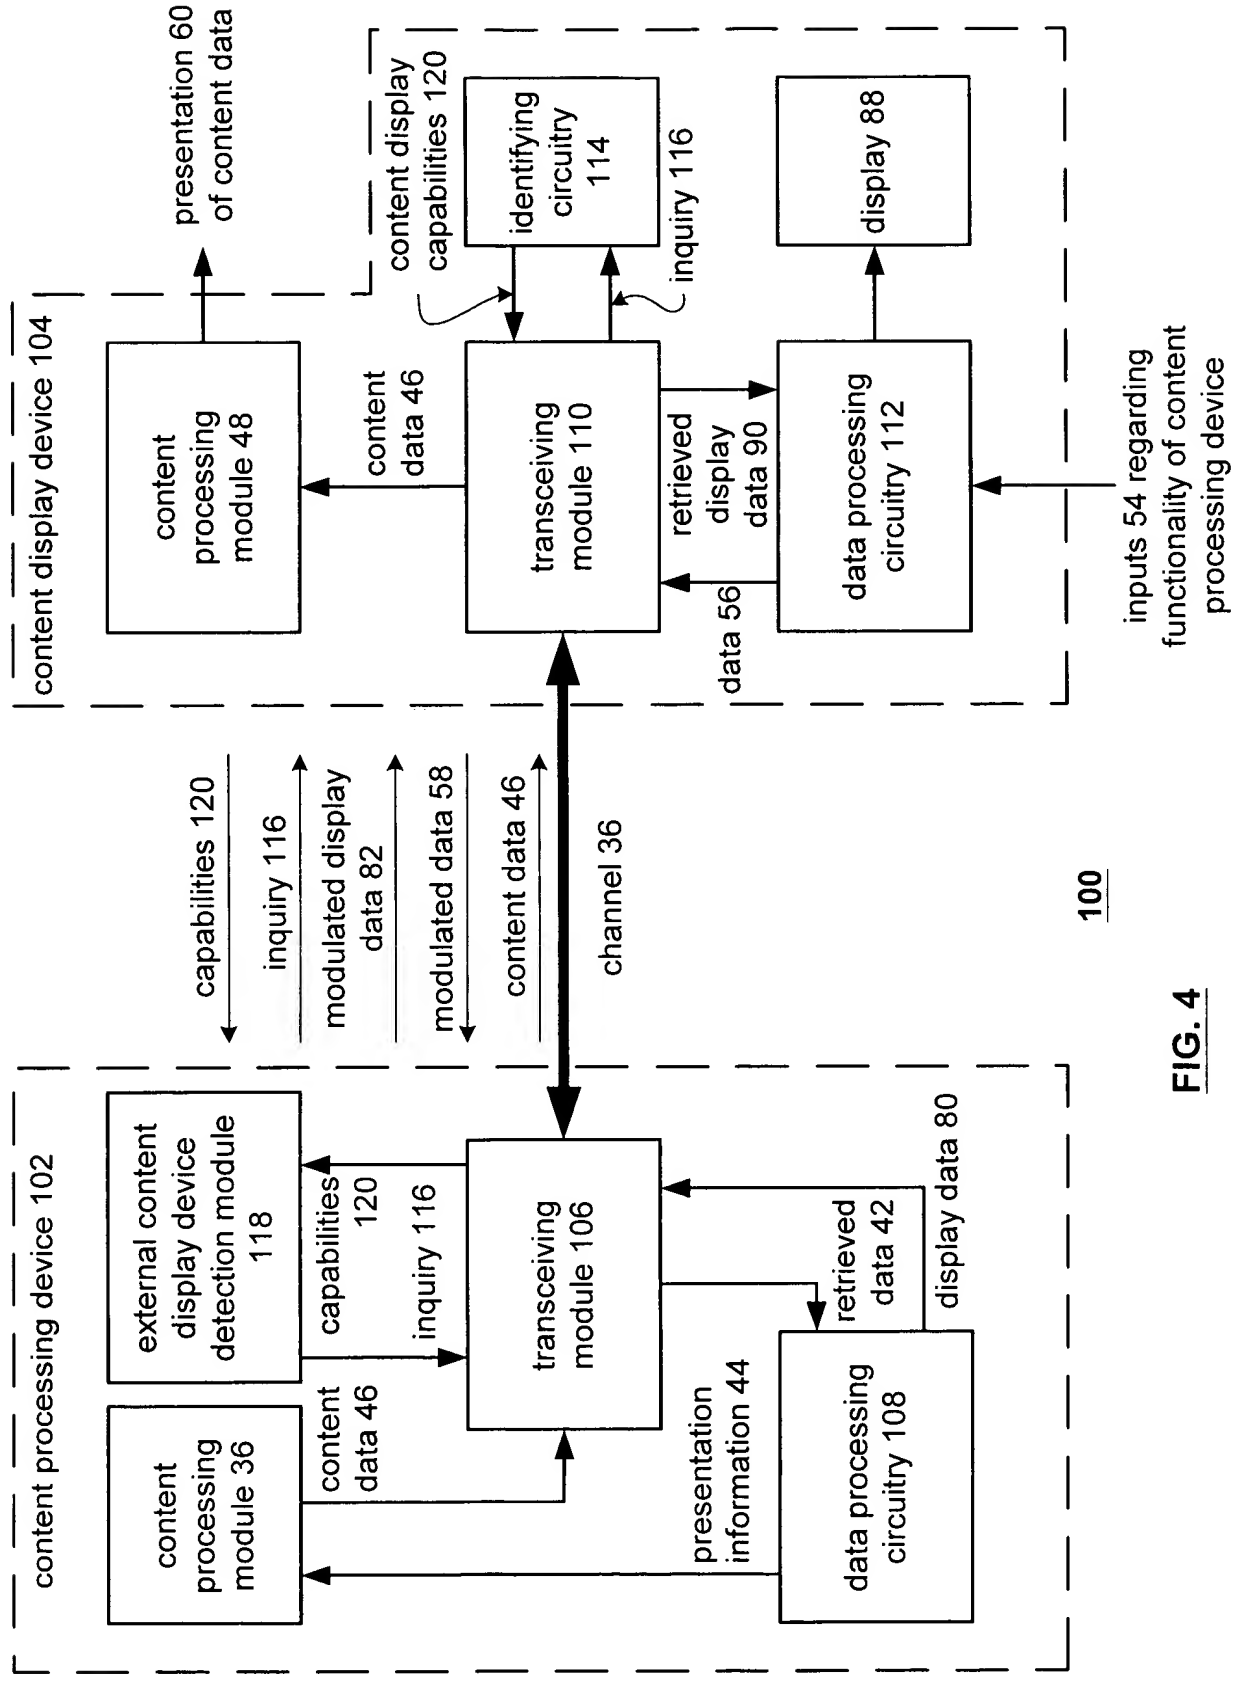 content processing device 102
content
processing
module 36
external content
display device
detection module
118
content
data 46
capabilities
120
inquiry 116
transceiving
module 106
presentation
information 44
retrieved
data 42
display data 80
data processing
circuitry 108
capabilities 120
inquiry 116
modulated display
data 82
modulated data 58
content data 46
channel 36
content display device 104
content
processing
module 48
presentation 60
of content data
content
data 46
content display
capabilities 120
transceiving
module 110
identifying
circuitry
114
inquiry 116
data 56
retrieved
display
data 90
data processing
circuitry 112
display 88
inputs 54 regarding
functionality of content
processing device
100
FIG. 4